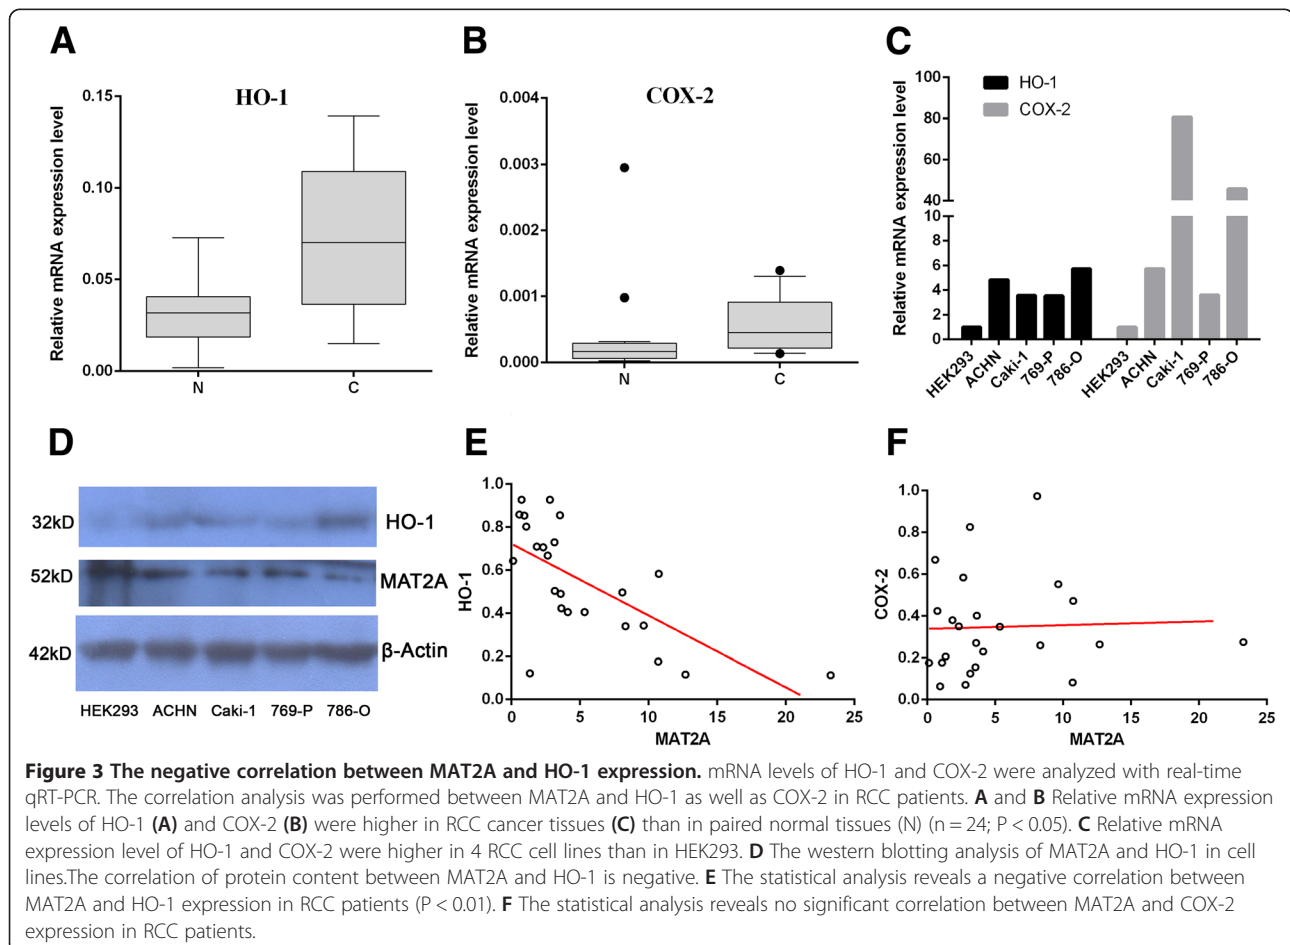 A
B
C
HO-1
Relative mRNA expression level
0.15
0.10
0.05
0.00
N
C
COX-2
Relative mRNA expression level
0.004
0.003
0.002
0.001
0.000
N
C
HO-1
COX-2
Relative mRNA expression level
100
80
60
40
10
8
6
4
2
0
HEK293
ACHN
Caki-1
769-P
786-O
HEK293
ACHN
Caki-1
769-P
786-O
D
E
F
32kD
HO-1
52kD
MAT2A
42kD
β-Actin
HEK293 ACHN Caki-1 769-P 786-O
HO-1
1.0
0.8
0.6
0.4
0.2
0.0
0 5 10 15 20 25
MAT2A
COX-2
1.0
0.8
0.6
0.4
0.2
0.0
0 5 10 15 20 25
MAT2A
Figure 3 The negative correlation between MAT2A and HO-1 expression. mRNA levels of HO-1 and COX-2 were analyzed with real-time
qRT-PCR. The correlation analysis was performed between MAT2A and HO-1 as well as COX-2 in RCC patients. A and B Relative mRNA expression
levels of HO-1 (A) and COX-2 (B) were higher in RCC cancer tissues (C) than in paired normal tissues (N) (n = 24; P < 0.05). C Relative mRNA
expression level of HO-1 and COX-2 were higher in 4 RCC cell lines than in HEK293. D The western blotting analysis of MAT2A and HO-1 in cell
lines.The correlation of protein content between MAT2A and HO-1 is negative. E The statistical analysis reveals a negative correlation between
MAT2A and HO-1 expression in RCC patients (P < 0.01). F The statistical analysis reveals no significant correlation between MAT2A and COX-2
expression in RCC patients.